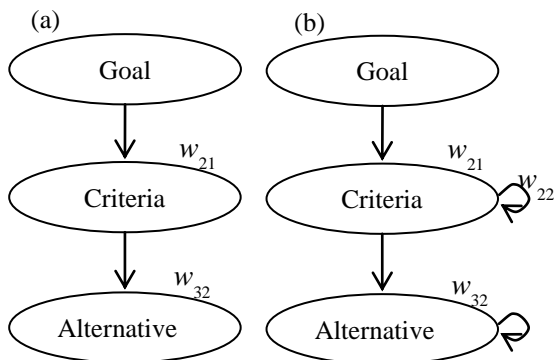 (a)
Goal
w21
Criteria
w32
Alternative
(b)
Goal
w21
w22
Criteria
w32
Alternative